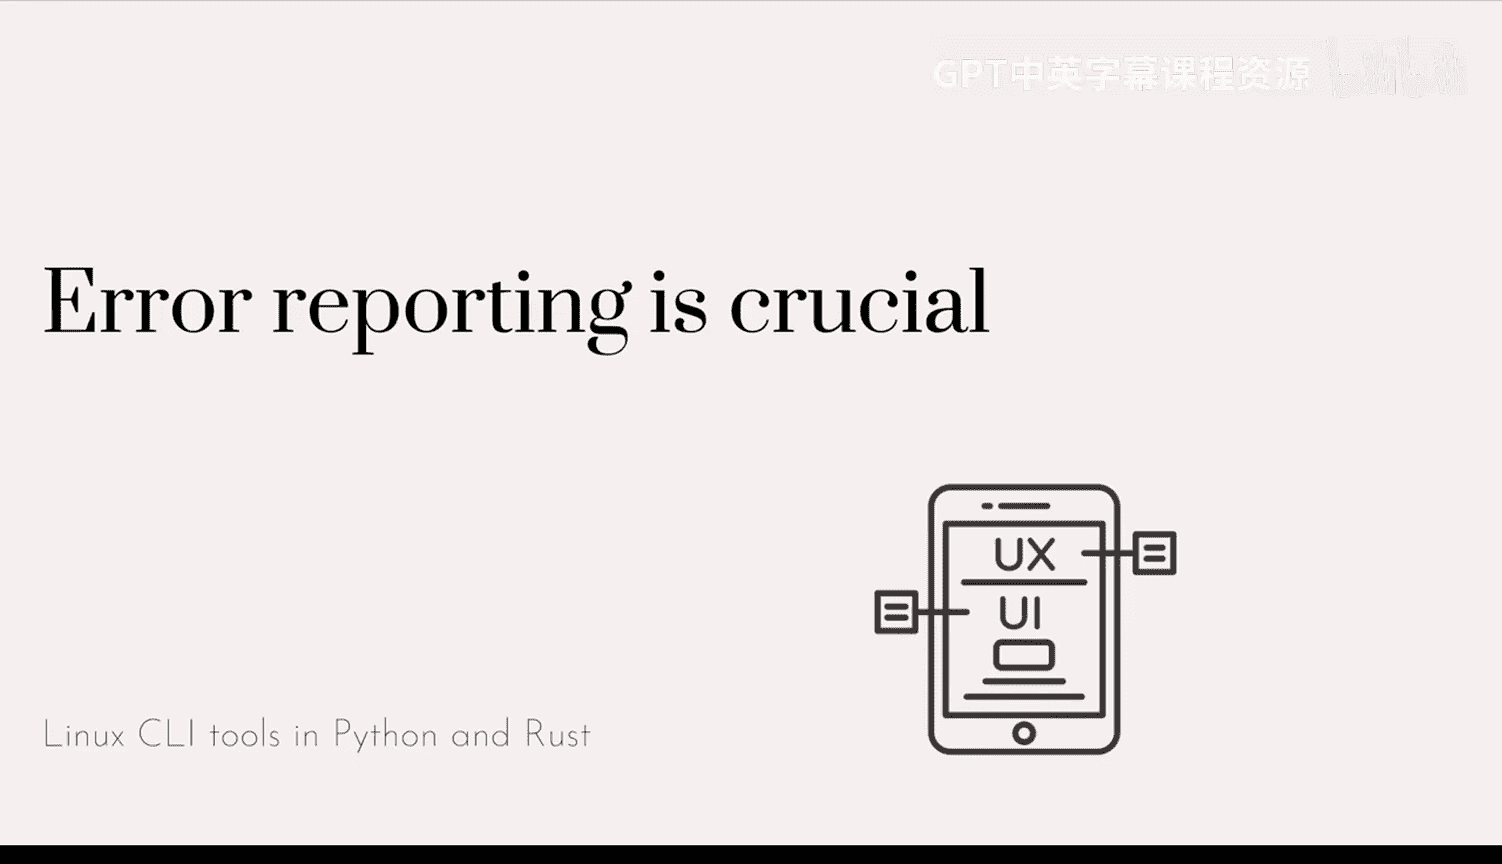 GPT中英字幕课程资源
Error reporting is crucial
UX
UI
Linux CLI tools in Python and Rust